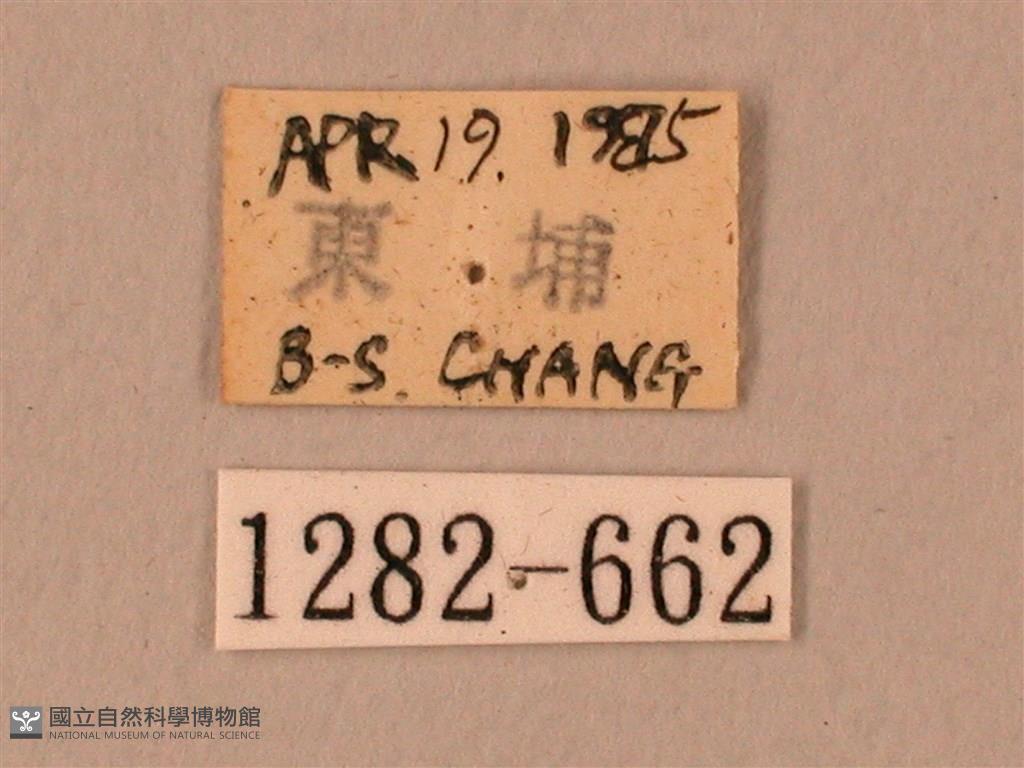 APR 19. 1985
東 埔
B-S. CHANG
1282-662
國立自然科學博物館
NATIONAL MUSEUM OF NATURAL SCIENCE